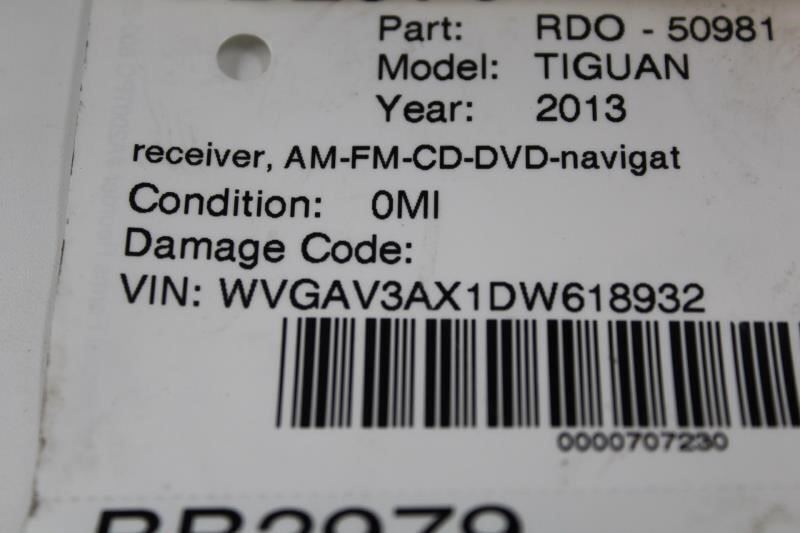 Part: RDO - 50981
Model: TIGUAN
Year: 2013
receiver, AM-FM-CD-DVD-navigat
Condition: 0MI
Damage Code:
VIN: WVGAV3AX1DW618932
0000707230
BB2979